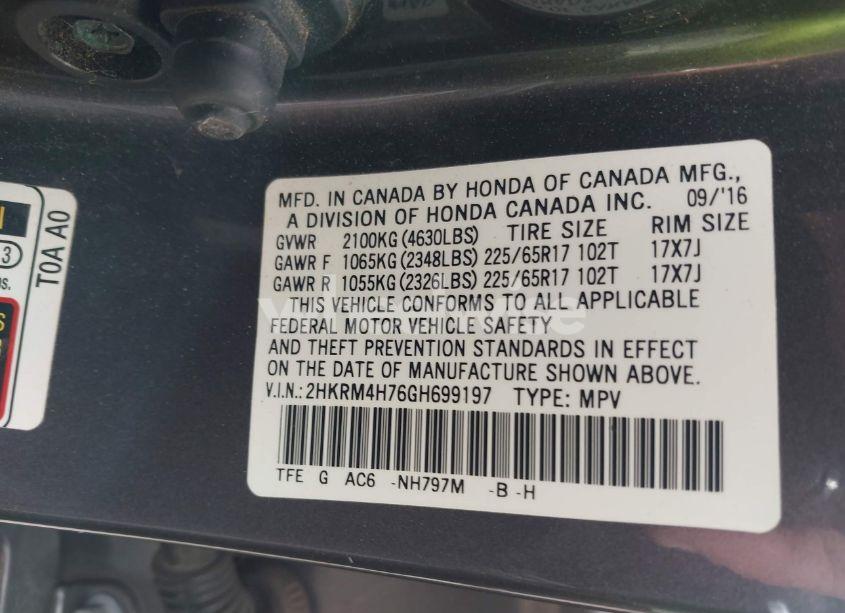 MFD. IN CANADA BY HONDA OF CANADA MFG.,
A DIVISION OF HONDA CANADA INC. 09/'16
GVWR 2100KG(4630LBS) TIRE SIZE RIM SIZE
GAWR F 1065KG(2348LBS) 225/65R17 102T 17X7J
GAWR R 1055KG(2326LBS) 225/65R17 102T 17X7J
THIS VEHICLE CONFORMS TO ALL APPLICABLE
FEDERAL MOTOR VEHICLE SAFETY
AND THEFT PREVENTION STANDARDS IN EFFECT
ON THE DATE OF MANUFACTURE SHOWN ABOVE.
V.I.N.: 2HKRM4H76GH699197 TYPE: MPV
TFE G AC6 -NH797M -B -H
T0A A0
3